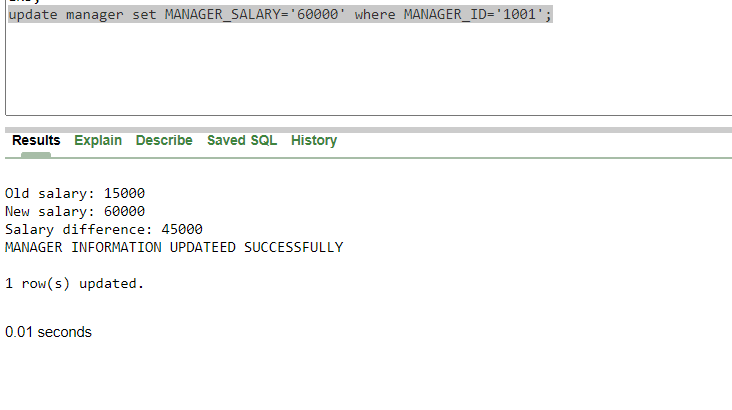 update manager set MANAGER_SALARY='60000' where MANAGER_ID='1001';
Results Explain Describe Saved SQL History
Old salary: 15000
New salary: 60000
Salary difference: 45000
MANAGER INFORMATION UPDATEED SUCCESSFULLY
1 row(s) updated.
0.01 seconds